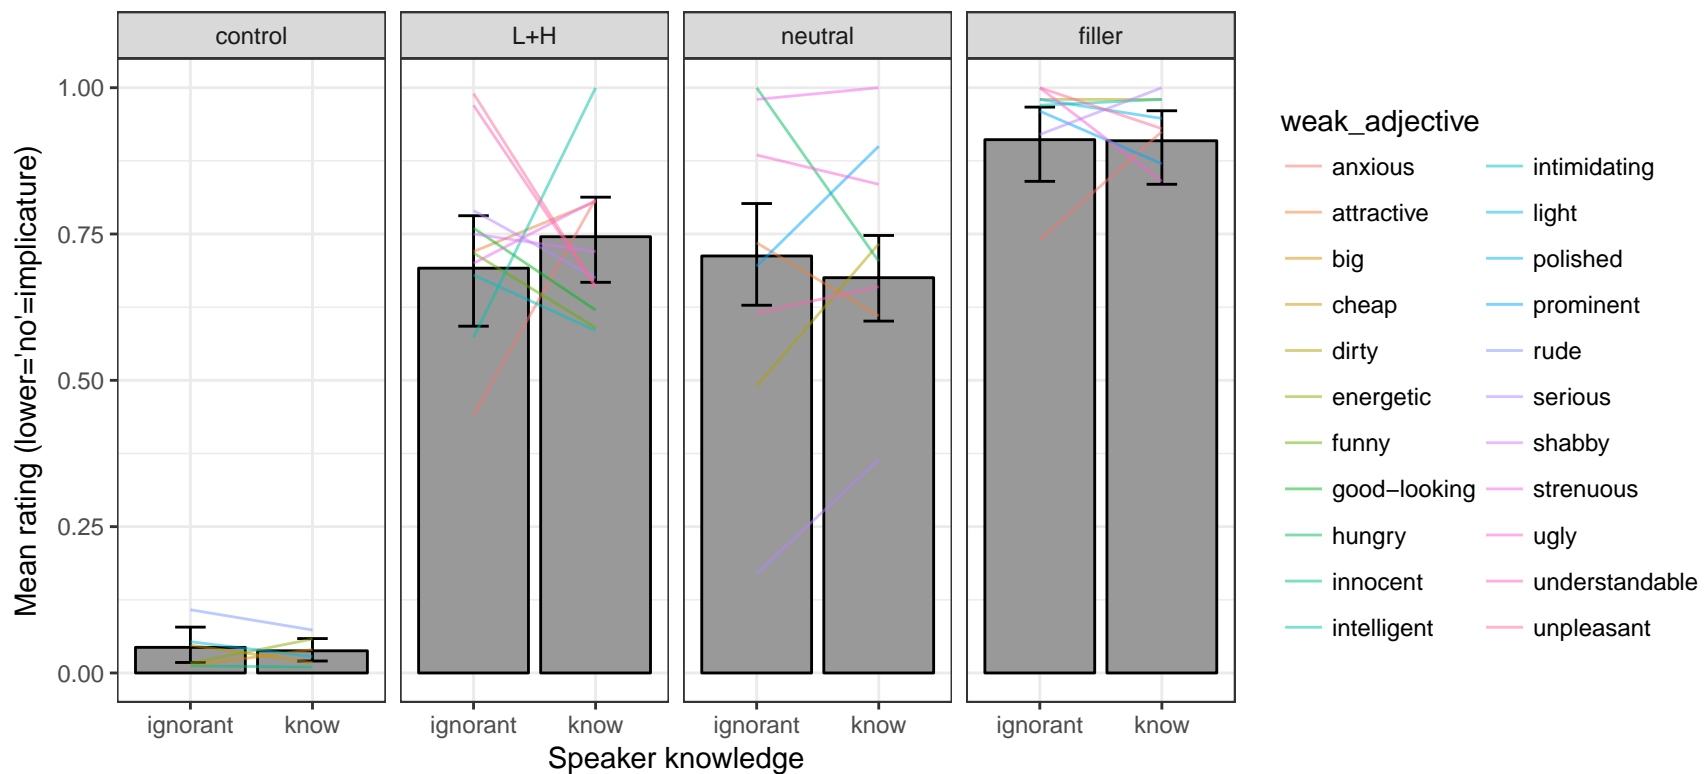 control
L+H
neutral
filler
Mean rating (lower='no'=implicature)
1.00
0.75
0.50
0.25
0.00
ignorant know ignorant know ignorant know ignorant know
Speaker knowledge
weak_adjective
anxious
attractive
big
cheap
dirty
energetic
funny
good−looking
hungry
innocent
intelligent
intimidating
light
polished
prominent
rude
serious
shabby
strenuous
ugly
understandable
unpleasant